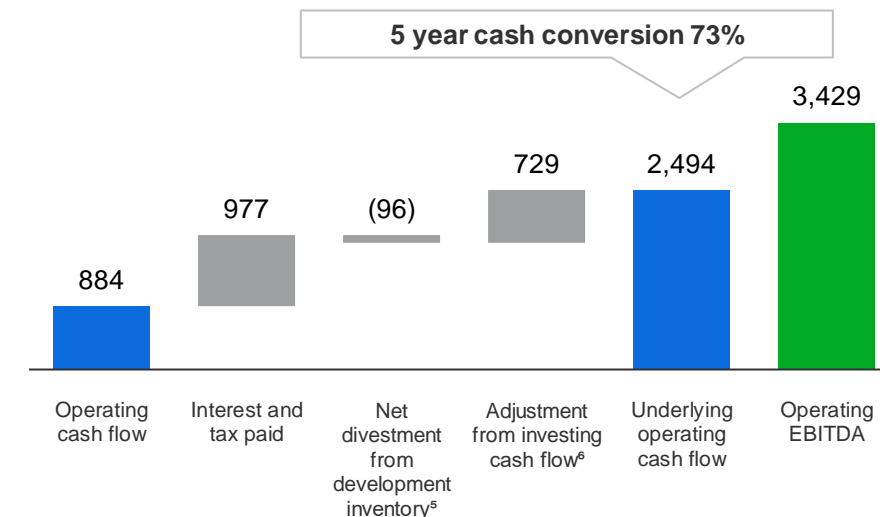 5 year cash conversion 73%
3,429
729
2,494
977
(96)
884
Operating
cash flow
Interest and
tax paid
Net
divestment
from
development
inventory⁵
Adjustment
from investing
cash flow⁶
Underlying
operating
cash flow
Operating
EBITDA